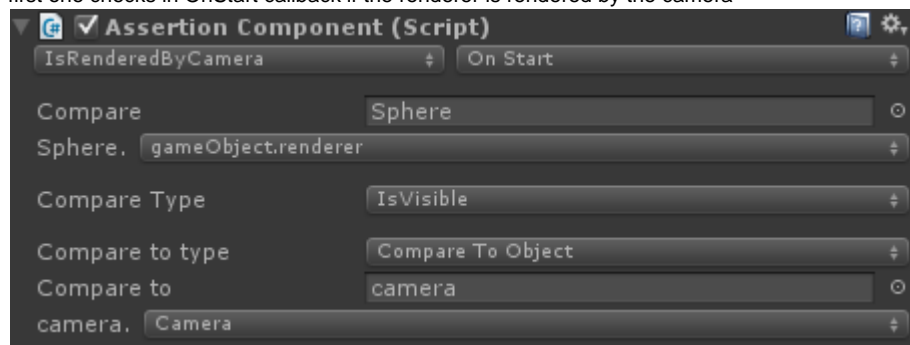 first one checks in OnStart callback if the renderer is rendered by the camera
Assertion Component (Script)
IsRenderedByCamera On Start
Compare Sphere
Sphere. gameObject.renderer
Compare Type IsVisible
Compare to type Compare To Object
Compare to camera
camera. Camera